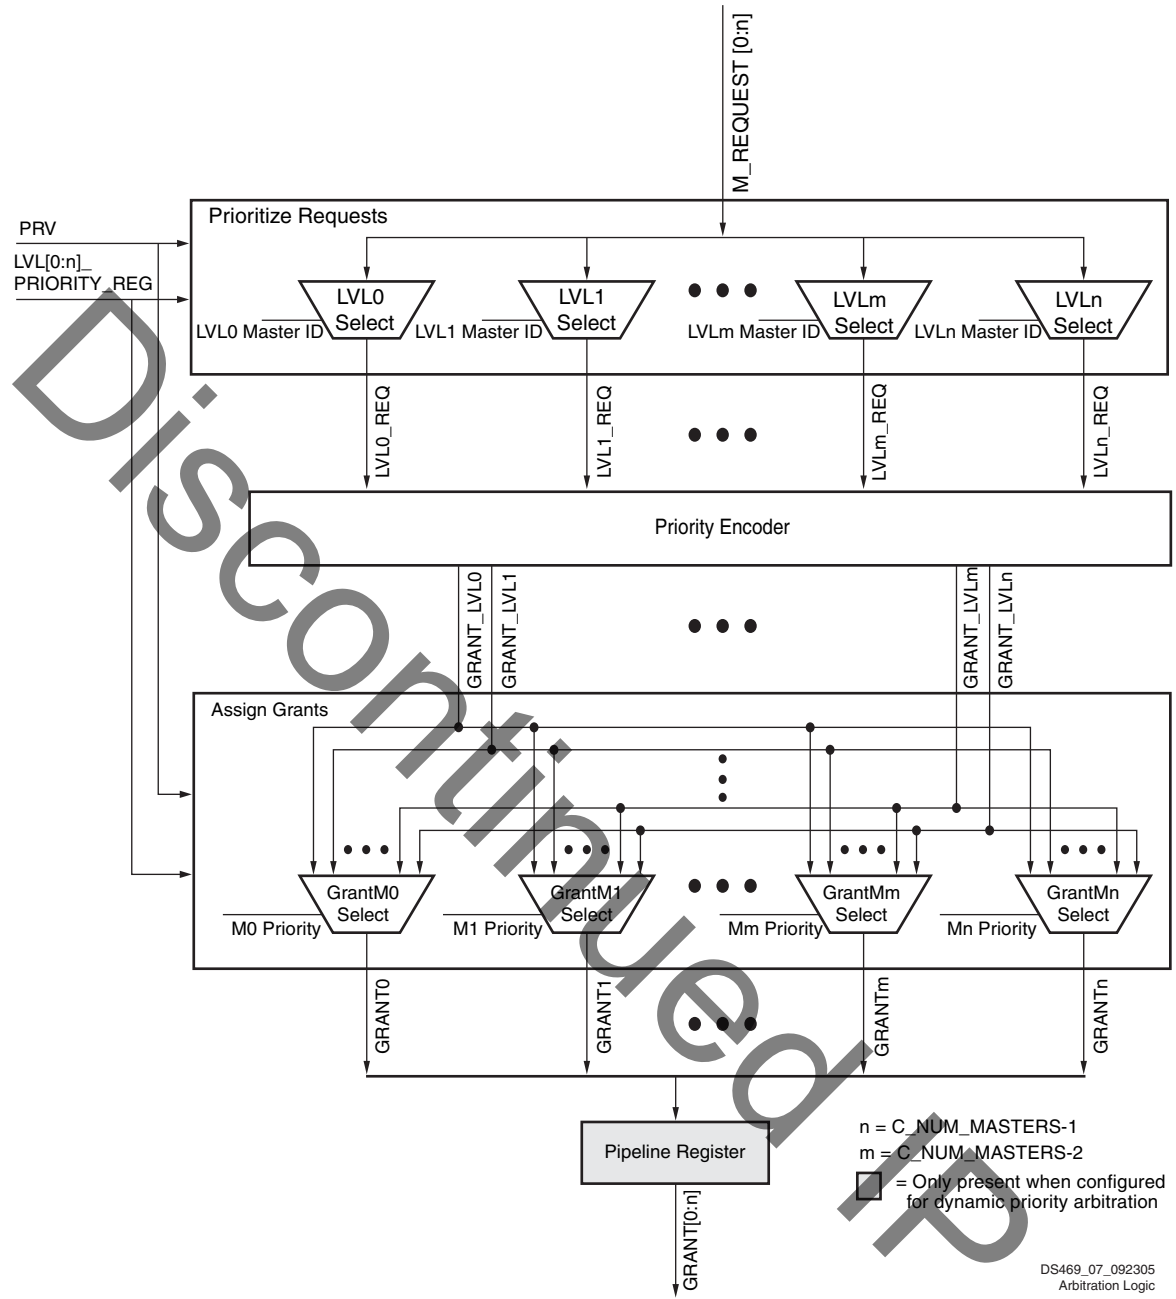 M_REQUEST [0:n]
Prioritize Requests
PRV
LVL[0:n]_
PRIORITY_REG
LVL0
Select
LVL1
Select
LVLm
Select
LVLn
Select
LVL0 Master ID
LVL1 Master ID
LVLm Master ID
LVLn Master ID
LVL0_REQ
LVL1_REQ
LVLm_REQ
LVLn_REQ
Priority Encoder
GRANT_LVL0
GRANT_LVL1
GRANT_LVLm
GRANT_LVLn
Assign Grants
GrantM0
Select
GrantM1
Select
GrantMm
Select
GrantMn
Select
M0 Priority
M1 Priority
Mm Priority
Mn Priority
GRANT0
GRANT1
GRANTm
GRANTn
Pipeline Register
n = C_NUM_MASTERS-1
m = C_NUM_MASTERS-2
= Only present when configured
for dynamic priority arbitration
GRANT[0:n]
DS469_07_092305
Arbitration Logic
Discontinued IP